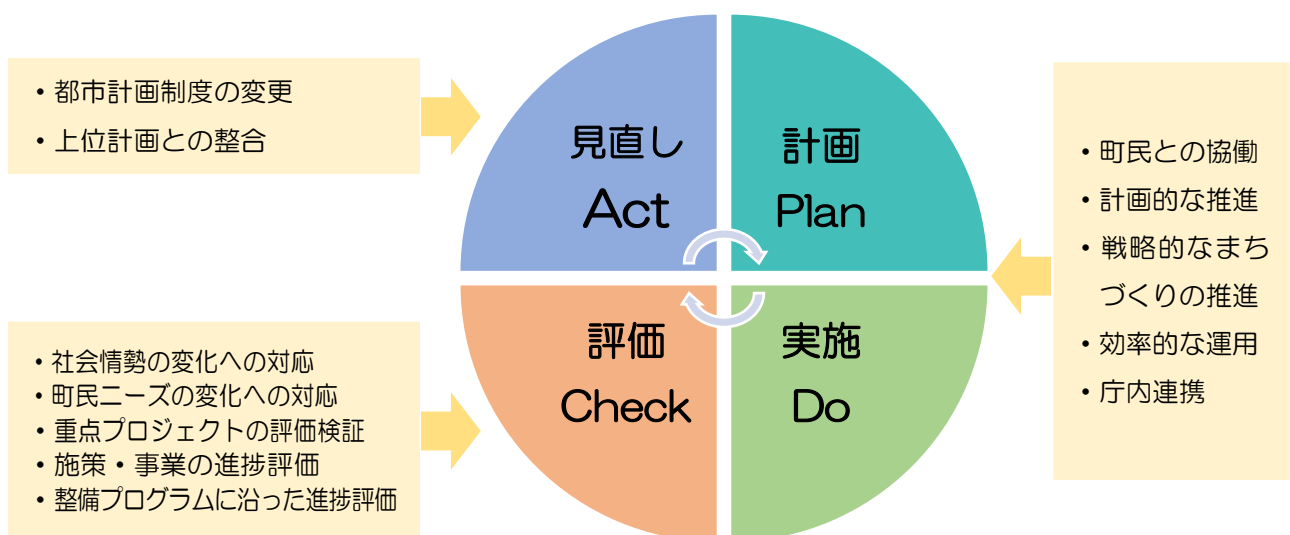 ・都市計画制度の変更
・上位計画との整合
見直し
Act
計画
Plan
・町民との協働
・計画的な推進
・戦略的なまち
づくりの推進
・効率的な運用
・庁内連携
・社会情勢の変化への対応
・町民ニーズの変化への対応
・重点プロジェクトの評価検証
・施策・事業の進捗評価
・整備プログラムに沿った進捗評価
評価
Check
実施
Do